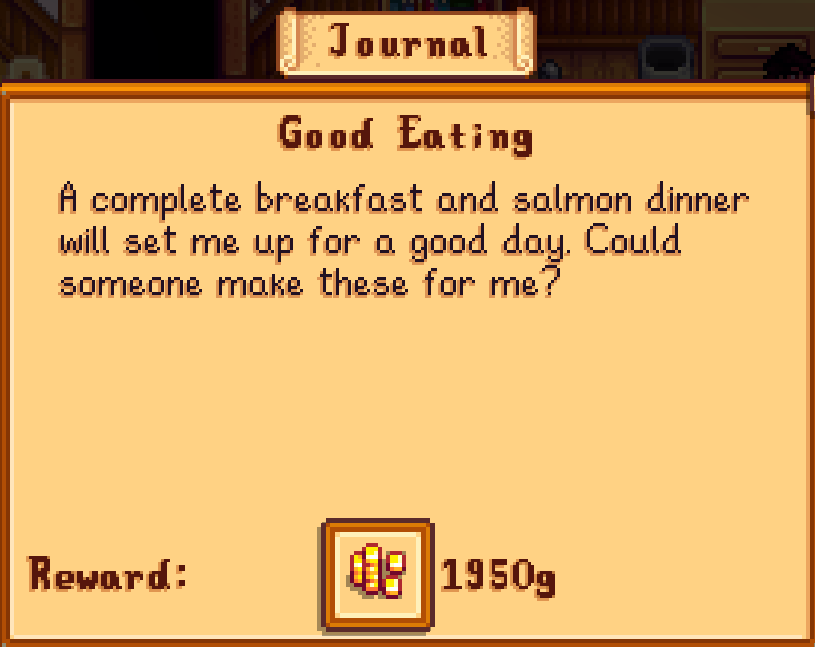 Journal
Good Eating
A complete breakfast and salmon dinner
will set me up for a good day. Could
someone make these for me?
Reward: 1950g